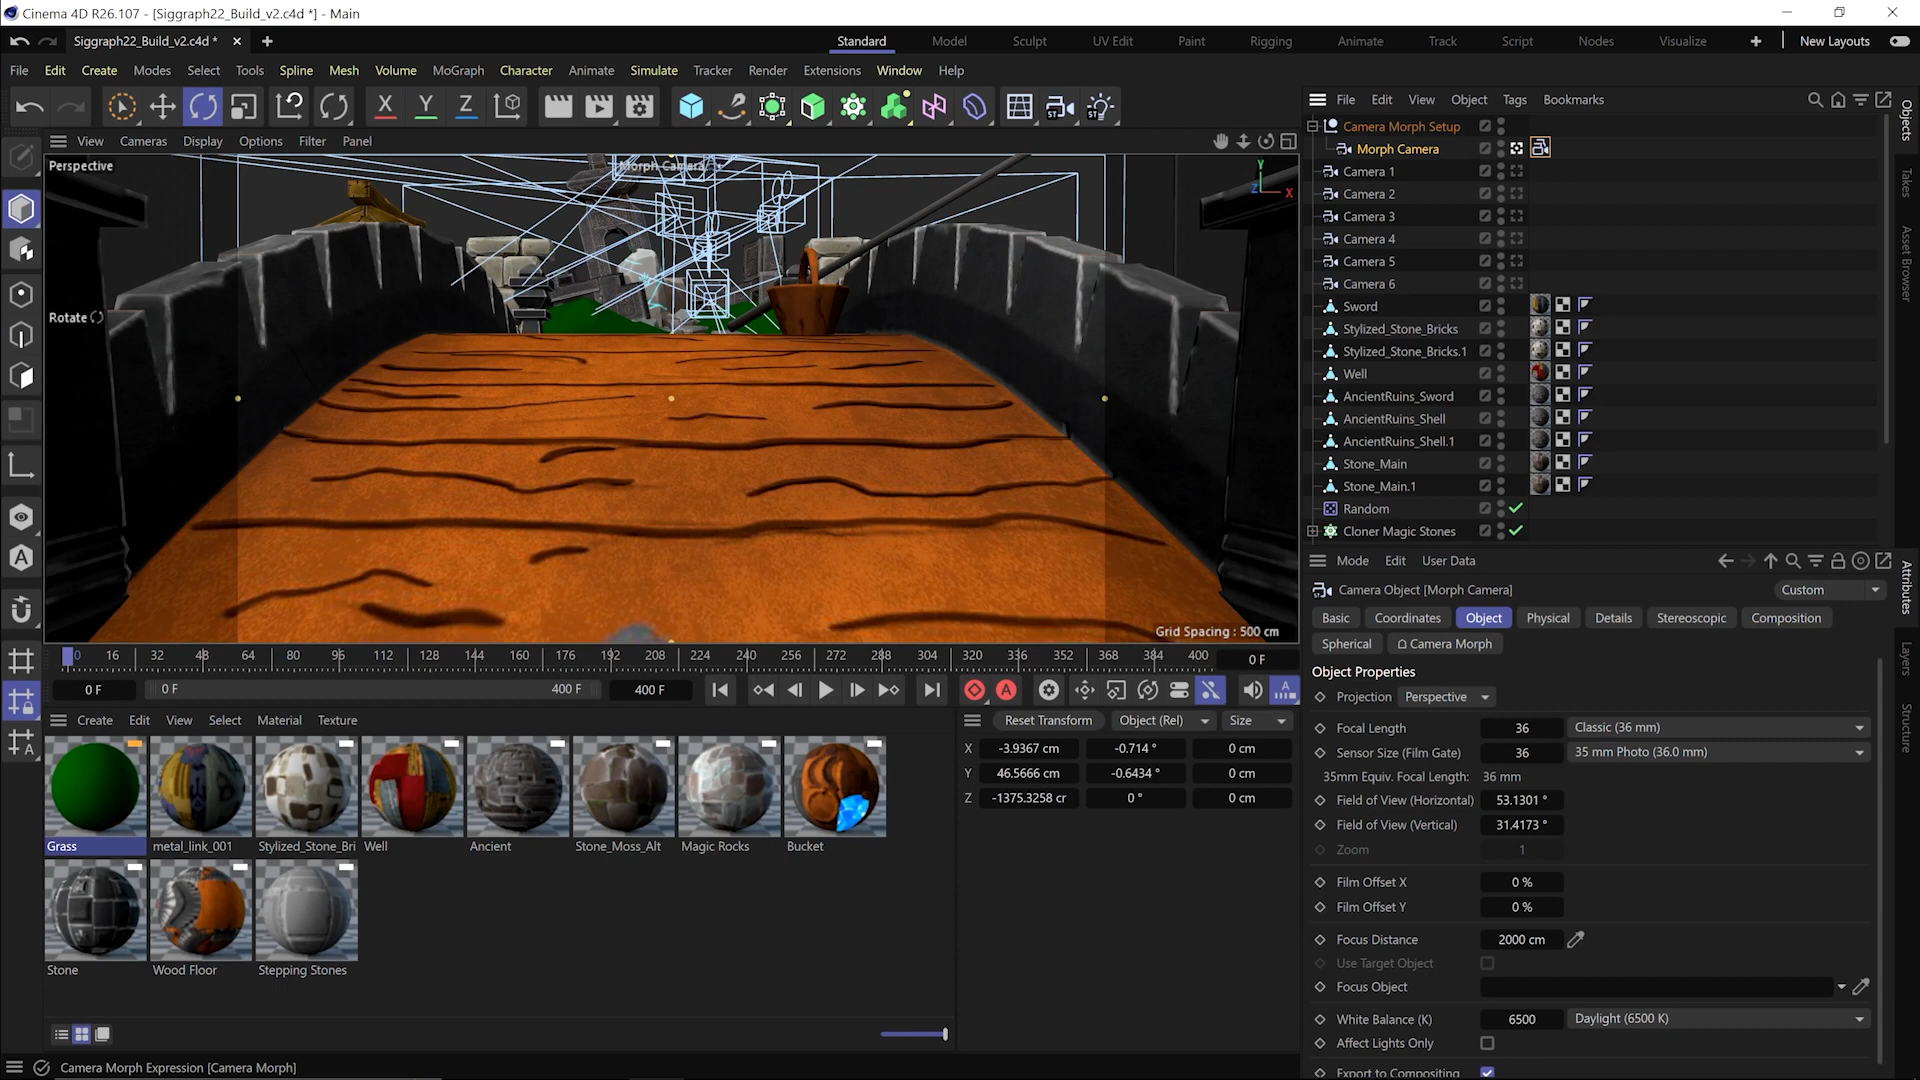 Cinema 4D R26.107 - [Siggraph22_Build_v2.c4d *] - Main
Siggraph22_Build_v2.c4d *
Standard Model Sculpt UV Edit Paint Rigging Animate Track Script Nodes Visualize New Layouts
File Edit Create Modes Select Tools Spline Mesh Volume MoGraph Character Animate Simulate Tracker Render Extensions Window Help
X Y Z
View Cameras Display Options Filter Panel
Perspective
Morph Camera
Y
Z X
Rotate
Grid Spacing : 500 cm
0 16 32 48 64 80 96 112 128 144 160 176 192 208 224 240 256 272 288 304 320 336 352 368 384 400 0 F
0 F 0 F 400 F 400 F
Create Edit View Select Material Texture
Grass metal_link_001 Stylized_Stone_Bri Well Ancient Stone_Moss_Alt Magic Rocks Bucket
Stone Wood Floor Stepping Stones
Reset Transform Object (Rel) Size
X -3.9367 cm -0.714 ° 0 cm
Y 46.5666 cm -0.6434 ° 0 cm
Z -1375.3258 cr 0 ° 0 cm
Camera Morph Expression [Camera Morph]
File Edit View Object Tags Bookmarks
Camera Morph Setup
Morph Camera
Camera 1
Camera 2
Camera 3
Camera 4
Camera 5
Camera 6
Sword
Stylized_Stone_Bricks
Stylized_Stone_Bricks.1
Well
AncientRuins_Sword
AncientRuins_Shell
AncientRuins_Shell.1
Stone_Main
Stone_Main.1
Random
Cloner Magic Stones
Objects
Takes
Asset Browser
Mode Edit User Data
Camera Object [Morph Camera] Custom
Basic Coordinates Object Physical Details Stereoscopic Composition
Spherical Camera Morph
Object Properties
Projection Perspective
Focal Length 36 Classic (36 mm)
Sensor Size (Film Gate) 36 35 mm Photo (36.0 mm)
35mm Equiv. Focal Length: 36 mm
Field of View (Horizontal) 53.1301 °
Field of View (Vertical) 31.4173 °
Zoom 1
Film Offset X 0 %
Film Offset Y 0 %
Focus Distance 2000 cm
Use Target Object
Focus Object
White Balance (K) 6500 Daylight (6500 K)
Affect Lights Only
Export to Compositing
Attributes
Layers
Structure